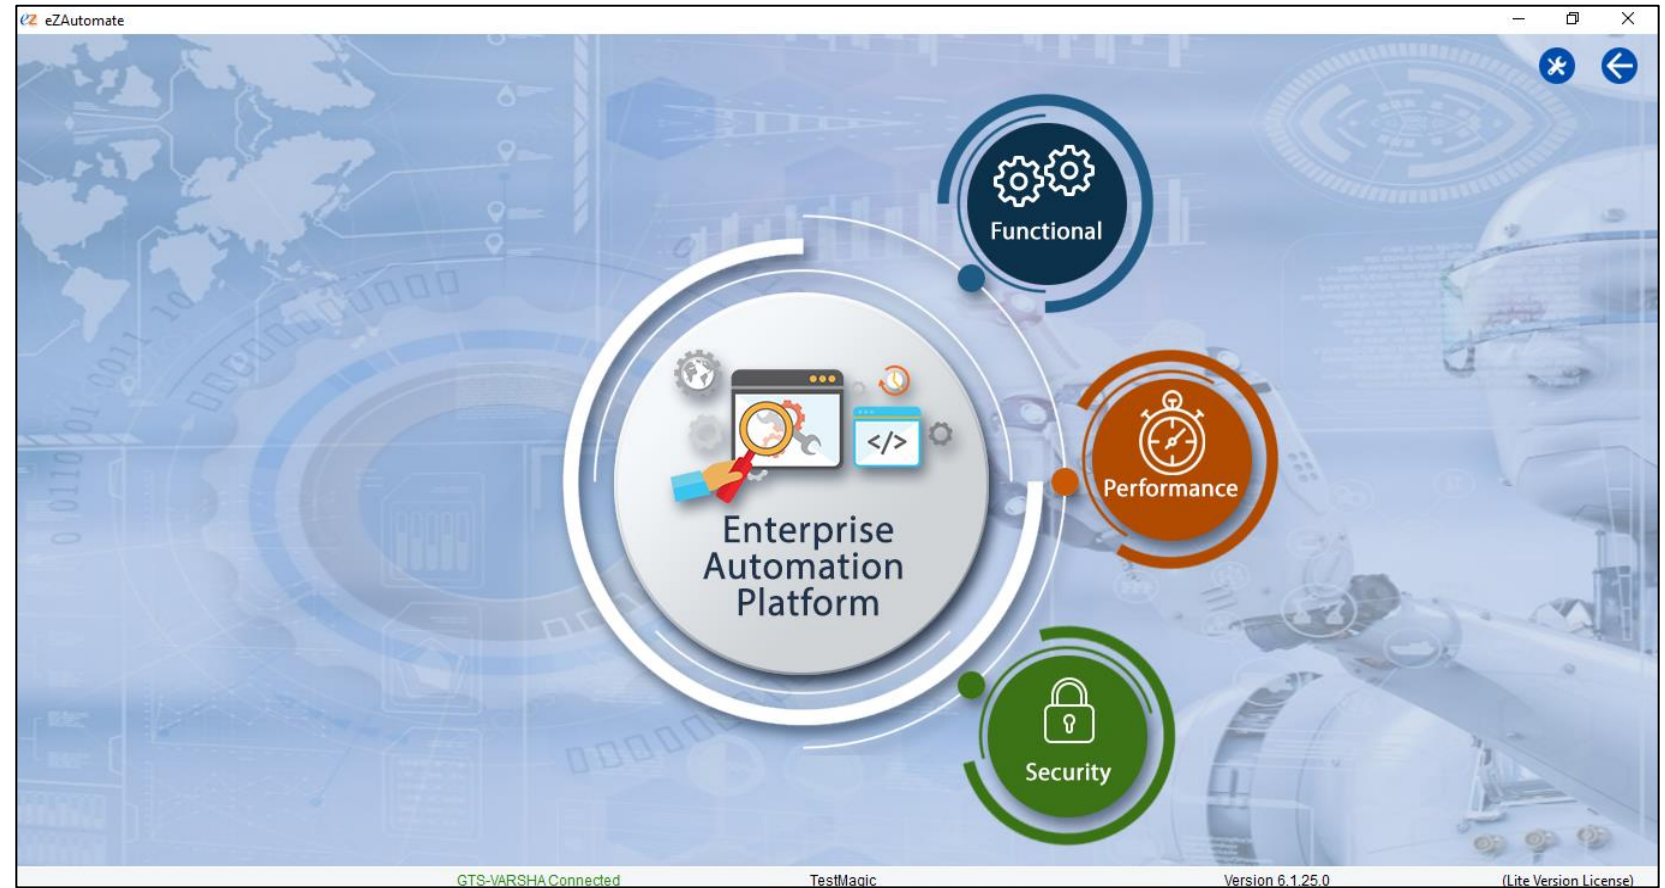 eZ eZAutomate
Functional
</>
Performance
Enterprise
Automation
Platform
Security
GTS-VARSHA Connected TestMagic Version 6.1.25.0 (Lite Version License)